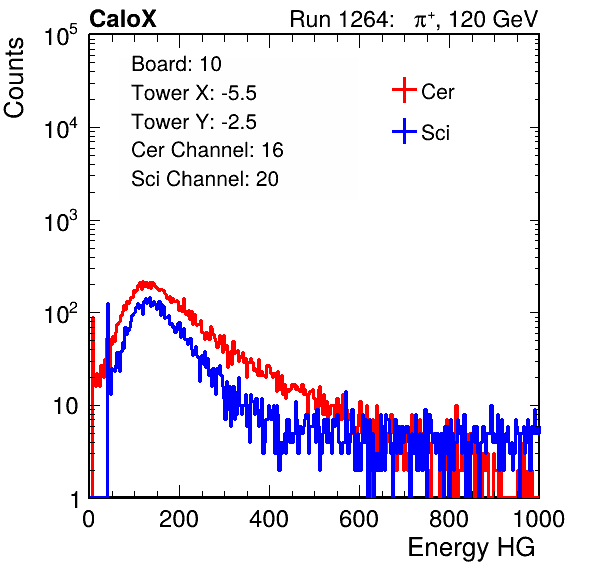 CaloX Run 1264: π⁺, 120 GeV
Counts
10⁵
10⁴
10³
10²
10
1
Board: 10
Tower X: -5.5
Tower Y: -2.5
Cer Channel: 16
Sci Channel: 20
Cer
Sci
0 200 400 600 800 1000
Energy HG